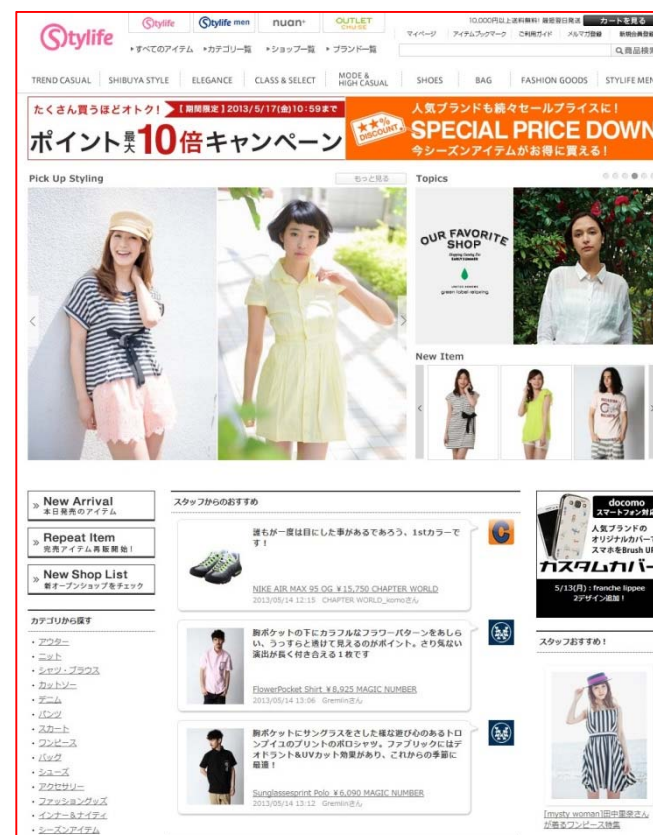 Stylife
Stylife
Stylife men
nuan+
OUTLET
CHU:SE
10,000円以上送料無料! 最短翌日発送
カートを見る
マイページ
アイテムブックマーク
ご利用ガイド
メルマガ登録
新規会員登録
すべてのアイテム
カテゴリ一覧
ショップ一覧
ブランド一覧
商品検索
TREND CASUAL
SHIBUYA STYLE
ELEGANCE
CLASS & SELECT
MODE &
HIGH CASUAL
SHOES
BAG
FASHION GOODS
STYLIFE MEN
たくさん買うほどオトク!
【期間限定】2013/5/17(金)10:59まで
ポイント最大10倍キャンペーン
★★%
DISCOUNT
人気ブランドも続々セールプライスに!
SPECIAL PRICE DOWN
今シーズンアイテムがお得に買える!
Pick Up Styling
もっと見る
Topics
OUR FAVORITE
SHOP
green label relaxing
New Item
» New Arrival
本日発売のアイテム
» Repeat Item
完売アイテム再販開始!
» New Shop List
新オープンショップをチェック
カテゴリから探す
・アウター
・ニット
・シャツ・ブラウス
・カットソー
・デニム
・パンツ
・スカート
・ワンピース
・バッグ
・シューズ
・アクセサリー
・ファッショングッズ
・インナー&ナイティ
・シーズンアイテム
スタッフからのおすすめ
誰もが一度は目にした事があるであろう、1stカラーで
す!
NIKE AIR MAX 95 OG ¥15,750 CHAPTER WORLD
2013/05/14 12:15 CHAPTER WORLD_komoさん
C
胸ポケットの下にカラフルなフラワーパターンをあしら
い、うっすらと透けて見えるのがポイント。さり気ない
演出が長く付き合える1枚です
FlowerPocket Shirt ¥8,925 MAGIC NUMBER
2013/05/14 13:06 Gremlinさん
胸ポケットにサングラスをさした様な遊び心のあるトロ
ンプイユのプリントのポロシャツ。ファブリックにはデ
オドラント&UVカット効果があり、これからの季節に
最適!
Sunglassesprint Polo ¥6,090 MAGIC NUMBER
2013/05/14 13:12 Gremlinさん
docomo
スマートフォン対応
人気ブランドの
オリジナルカバーで
スマホをBrush UP
カスタムカバー
5/13(月):franche lippee
2デザイン追加!
スタッフおすすめ!
[mysty woman]田中里奈さん
が着るワンピース特集